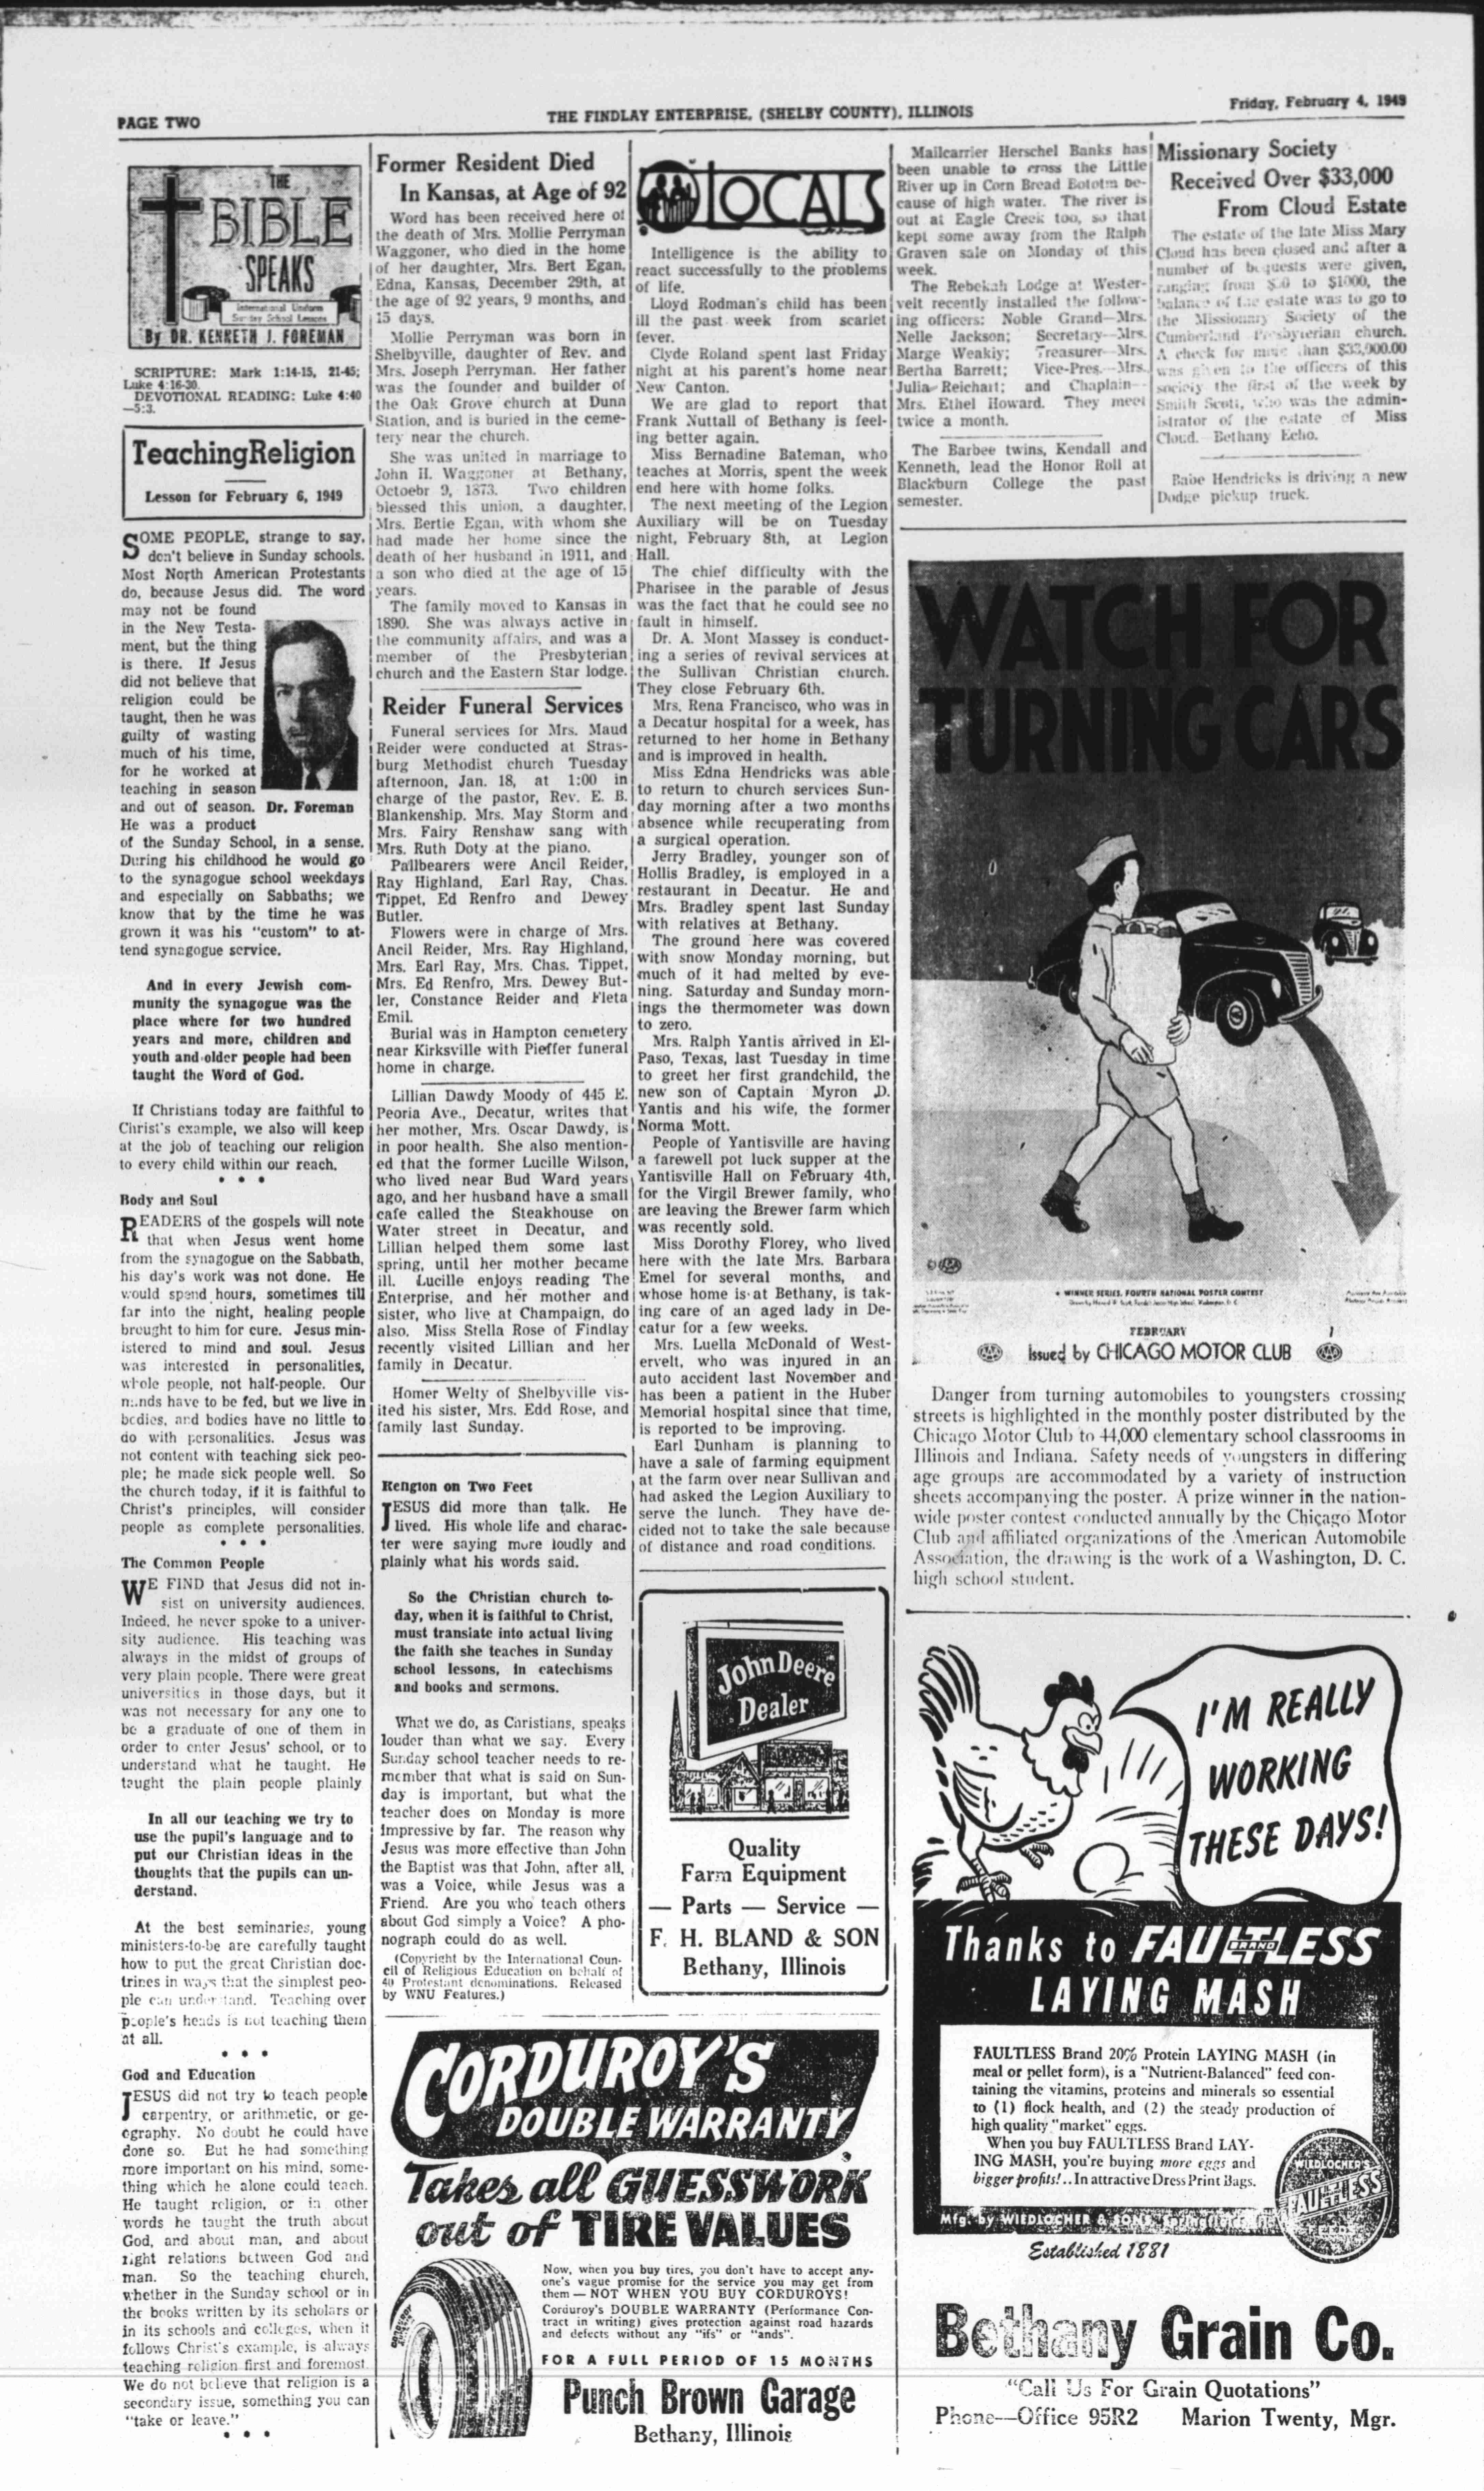 PAGE TWO
THE FINDLAY ENTERPRISE, (SHELBY COUNTY), ILLINOIS
Friday, February 4, 1949
THE
BIBLE
SPEAKS
International Uniform
Sunday School Lessons
By DR. KENNETH J. FOREMAN
SCRIPTURE: Mark 1:14-15, 21-45;
Luke 4:16-30.
DEVOTIONAL READING: Luke 4:40
—5:3.
TeachingReligion
Lesson for February 6, 1949
SOME PEOPLE, strange to say,
don't believe in Sunday schools.
Most North American Protestants
do, because Jesus did. The word
may not be found
in the New Testa-
ment, but the thing
is there. If Jesus
did not believe that
religion could be
taught, then he was
guilty of wasting
much of his time,
for he worked at
teaching in season
and out of season.
Dr. Foreman
He was a product
of the Sunday School, in a sense.
During his childhood he would go
to the synagogue school weekdays
and especially on Sabbaths; we
know that by the time he was
grown it was his "custom" to at-
tend synagogue service.
And in every Jewish com-
munity the synagogue was the
place where for two hundred
years and more, children and
youth and older people had been
taught the Word of God.
If Christians today are faithful to
Christ's example, we also will keep
at the job of teaching our religion
to every child within our reach.
* * *
Body and Soul
READERS of the gospels will note
that when Jesus went home
from the synagogue on the Sabbath,
his day's work was not done. He
would spend hours, sometimes till
far into the night, healing people
brought to him for cure. Jesus min-
istered to mind and soul. Jesus
was interested in personalities,
whole people, not half-people. Our
minds have to be fed, but we live in
bodies, and bodies have no little to
do with personalities. Jesus was
not content with teaching sick peo-
ple; he made sick people well. So
the church today, if it is faithful to
Christ's principles, will consider
people as complete personalities.
* * *
The Common People
WE FIND that Jesus did not in-
sist on university audiences.
Indeed, he never spoke to a univer-
sity audience. His teaching was
always in the midst of groups of
very plain people. There were great
universities in those days, but it
was not necessary for any one to
be a graduate of one of them in
order to enter Jesus' school, or to
understand what he taught. He
taught the plain people plainly
In all our teaching we try to
use the pupil's language and to
put our Christian ideas in the
thoughts that the pupils can un-
derstand.
At the best seminaries, young
ministers-to-be are carefully taught
how to put the great Christian doc-
trines in ways that the simplest peo-
ple can understand. Teaching over
people's heads is not teaching them
at all.
* * *
God and Education
JESUS did not try to teach people
carpentry, or arithmetic, or ge-
ography. No doubt he could have
done so. But he had something
more important on his mind, some-
thing which he alone could teach.
He taught religion, or in other
words he taught the truth about
God, and about man, and about
right relations between God and
man. So the teaching church,
whether in the Sunday school or in
the books written by its scholars or
in its schools and colleges, when it
follows Christ's example, is always
teaching religion first and foremost.
We do not believe that religion is a
secondary issue, something you can
"take or leave."
* * *
Former Resident Died
In Kansas, at Age of 92
Word has been received here of
the death of Mrs. Mollie Perryman
Waggoner, who died in the home
of her daughter, Mrs. Bert Egan,
Edna, Kansas, December 29th, at
the age of 92 years, 9 months, and
15 days.
Mollie Perryman was born in
Shelbyville, daughter of Rev. and
Mrs. Joseph Perryman. Her father
was the founder and builder of
the Oak Grove church at Dunn
Station, and is buried in the ceme-
tery near the church.
She was united in marriage to
John H. Waggoner at Bethany,
Octoebr 9, 1873. Two children
blessed this union, a daughter,
Mrs. Bertie Egan, with whom she
had made her home since the
death of her husband in 1911, and
a son who died at the age of 15
years.
The family moved to Kansas in
1890. She was always active in
the community affairs, and was a
member of the Presbyterian
church and the Eastern Star lodge.
Reider Funeral Services
Funeral services for Mrs. Maud
Reider were conducted at Stras-
burg Methodist church Tuesday
afternoon, Jan. 18, at 1:00 in
charge of the pastor, Rev. E. B.
Blankenship. Mrs. May Storm and
Mrs. Fairy Renshaw sang with
Mrs. Ruth Doty at the piano.
Pallbearers were Ancil Reider,
Ray Highland, Earl Ray, Chas.
Tippet, Ed Renfro and Dewey
Butler.
Flowers were in charge of Mrs.
Ancil Reider, Mrs. Ray Highland,
Mrs. Earl Ray, Mrs. Chas. Tippet,
Mrs. Ed Renfro, Mrs. Dewey But-
ler, Constance Reider and Fleta
Emil.
Burial was in Hampton cemetery
near Kirksville with Pieffer funeral
home in charge.
Lillian Dawdy Moody of 445 E.
Peoria Ave., Decatur, writes that
her mother, Mrs. Oscar Dawdy, is
in poor health. She also mention-
ed that the former Lucille Wilson,
who lived near Bud Ward years
ago, and her husband have a small
cafe called the Steakhouse on
Water street in Decatur, and
Lillian helped them some last
spring, until her mother became
ill. Lucille enjoys reading The
Enterprise, and her mother and
sister, who live at Champaign, do
also. Miss Stella Rose of Findlay
recently visited Lillian and her
family in Decatur.
Homer Welty of Shelbyville vis-
ited his sister, Mrs. Edd Rose, and
family last Sunday.
Religion on Two Feet
JESUS did more than talk. He
lived. His whole life and charac-
ter were saying more loudly and
plainly what his words said.
So the Christian church to-
day, when it is faithful to Christ,
must translate into actual living
the faith she teaches in Sunday
school lessons, in catechisms
and books and sermons.
What we do, as Christians, speaks
louder than what we say. Every
Sunday school teacher needs to re-
member that what is said on Sun-
day is important, but what the
teacher does on Monday is more
impressive by far. The reason why
Jesus was more effective than John
the Baptist was that John, after all,
was a Voice, while Jesus was a
Friend. Are you who teach others
about God simply a Voice? A pho-
nograph could do as well.
(Copyright by the International Coun-
cil of Religious Education on behalf of
40 Protestant denominations. Released
by WNU Features.)
LOCALS
Intelligence is the ability to
react successfully to the problems
of life.
Lloyd Rodman's child has been
ill the past week from scarlet
fever.
Clyde Roland spent last Friday
night at his parent's home near
New Canton.
We are glad to report that
Frank Nuttall of Bethany is feel-
ing better again.
Miss Bernadine Bateman, who
teaches at Morris, spent the week
end here with home folks.
The next meeting of the Legion
Auxiliary will be on Tuesday
night, February 8th, at Legion
Hall.
The chief difficulty with the
Pharisee in the parable of Jesus
was the fact that he could see no
fault in himself.
Dr. A. Mont Massey is conduct-
ing a series of revival services at
the Sullivan Christian church.
They close February 6th.
Mrs. Rena Francisco, who was in
a Decatur hospital for a week, has
returned to her home in Bethany
and is improved in health.
Miss Edna Hendricks was able
to return to church services Sun-
day morning after a two months
absence while recuperating from
a surgical operation.
Jerry Bradley, younger son of
Hollis Bradley, is employed in a
restaurant in Decatur. He and
Mrs. Bradley spent last Sunday
with relatives at Bethany.
The ground here was covered
with snow Monday morning, but
much of it had melted by eve-
ning. Saturday and Sunday morn-
ings the thermometer was down
to zero.
Mrs. Ralph Yantis arrived in El-
Paso, Texas, last Tuesday in time
to greet her first grandchild, the
new son of Captain Myron D.
Yantis and his wife, the former
Norma Mott.
People of Yantisville are having
a farewell pot luck supper at the
Yantisville Hall on February 4th,
for the Virgil Brewer family, who
are leaving the Brewer farm which
was recently sold.
Miss Dorothy Florey, who lived
here with the late Mrs. Barbara
Emel for several months, and
whose home is at Bethany, is tak-
ing care of an aged lady in De-
catur for a few weeks.
Mrs. Luella McDonald of West-
ervelt, who was injured in an
auto accident last November and
has been a patient in the Huber
Memorial hospital since that time,
is reported to be improving.
Earl Dunham is planning to
have a sale of farming equipment
at the farm over near Sullivan and
had asked the Legion Auxiliary to
serve the lunch. They have de-
cided not to take the sale because
of distance and road conditions.
John Deere
Dealer
Quality
Farm Equipment
— Parts — Service —
F. H. BLAND & SON
Bethany, Illinois
CORDUROY'S
DOUBLE WARRANTY
Takes all GUESSWORK
out of TIRE VALUES
Now, when you buy tires, you don't have to accept any-
one's vague promise for the service you may get from
them — NOT WHEN YOU BUY CORDUROYS!
Corduroy's DOUBLE WARRANTY (Performance Con-
tract in writing) gives protection against road hazards
and defects without any "ifs" or "ands".
FOR A FULL PERIOD OF 15 MONTHS
Punch Brown Garage
Bethany, Illinois
Mailcarrier Herschel Banks has
been unable to cross the Little
River up in Corn Bread Bototm be-
cause of high water. The river is
out at Eagle Creek too, so that
kept some away from the Ralph
Graven sale on Monday of this
week.
The Rebekah Lodge at Wester-
velt recently installed the follow-
ing officers: Noble Grand—Mrs.
Nelle Jackson; Secretary—Mrs.
Marge Weakly; Treasurer—Mrs.
Bertha Barrett; Vice-Pres.—Mrs.
Julia Reichart; and Chaplain—
Mrs. Ethel Howard. They meet
twice a month.
The Barbee twins, Kendall and
Kenneth, lead the Honor Roll at
Blackburn College the past
semester.
Missionary Society
Received Over $33,000
From Cloud Estate
The estate of the late Miss Mary
Cloud has been closed and after a
number of bequests were given,
ranging from to $1000, the
balance of the estate was to go to
the Missionary Society of the
Cumberland Presbyterian church.
A check for more than $33,000.00
was given to the officers of this
society the first of the week by
Smith Scott, who was the admin-
istrator of the estate of Miss
Cloud. Bethany Echo.
Babe Hendricks is driving a new
Dodge pickup truck.
WATCH FOR
TURNING CARS
WINNER SERIES, FOURTH NATIONAL POSTER CONTEST
FEBRUARY
Issued by CHICAGO MOTOR CLUB
Danger from turning automobiles to youngsters crossing
streets is highlighted in the monthly poster distributed by the
Chicago Motor Club to 44,000 elementary school classrooms in
Illinois and Indiana. Safety needs of youngsters in differing
age groups are accommodated by a variety of instruction
sheets accompanying the poster. A prize winner in the nation-
wide poster contest conducted annually by the Chicago Motor
Club and affiliated organizations of the American Automobile
Association, the drawing is the work of a Washington, D. C.
high school student.
I'M REALLY
WORKING
THESE DAYS!
Thanks to FAULTLESS
BRAND
LAYING MASH
FAULTLESS Brand 20% Protein LAYING MASH (in
meal or pellet form), is a "Nutrient-Balanced" feed con-
taining the vitamins, proteins and minerals so essential
to (1) flock health, and (2) the steady production of
high quality "market" eggs.
When you buy FAULTLESS Brand LAY-
ING MASH, you're buying more eggs and
bigger profits!..In attractive Dress Print Bags.
WIEDLOCHER'S
FAULTLESS
FEEDS
Mfg. by WIEDLOCHER & SONS, Springfield,
Established 1881
Bethany Grain Co.
"Call Us For Grain Quotations"
Phone—Office 95R2 Marion Twenty, Mgr.